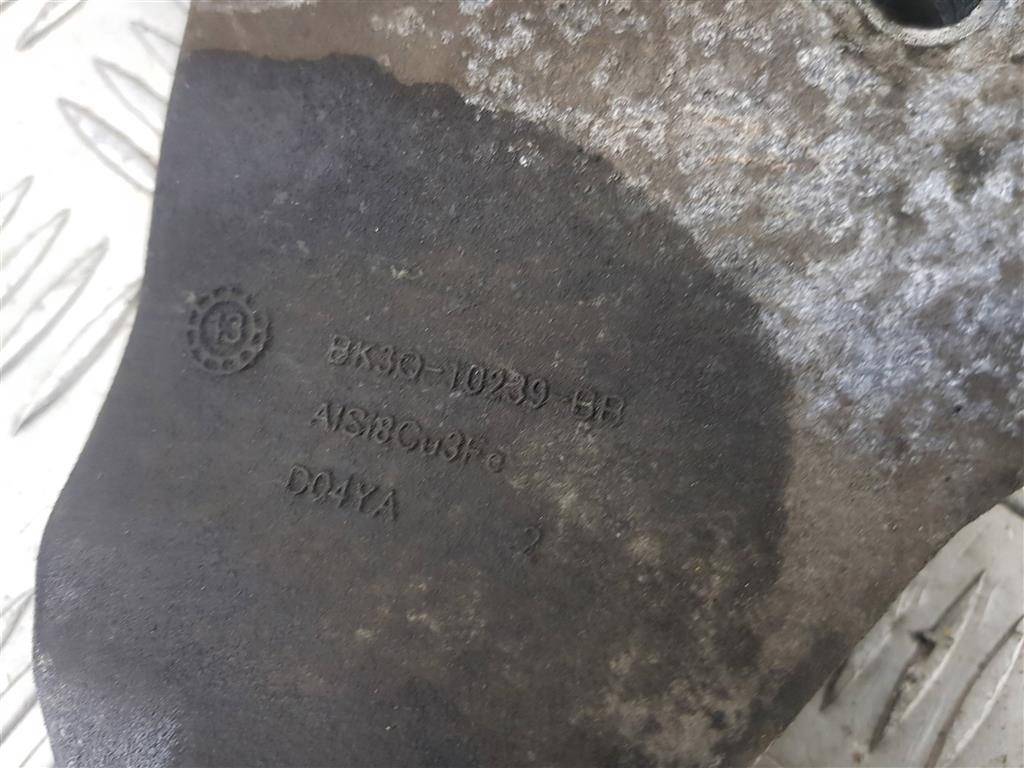 13
BK3Q-10239-BB
AlSi8Cu3Fe
D04YA
2